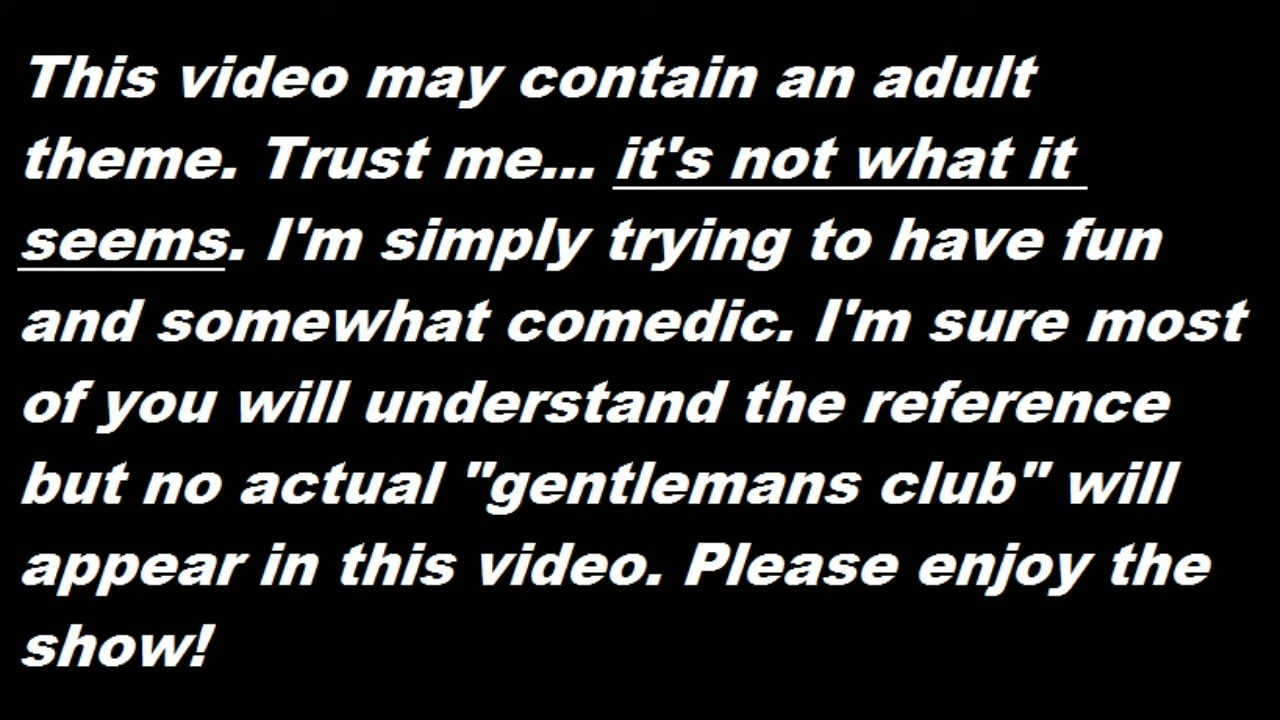 This video may contain an adult
theme. Trust me... it's not what it
seems. I'm simply trying to have fun
and somewhat comedic. I'm sure most
of you will understand the reference
but no actual "gentlemans club" will
appear in this video. Please enjoy the
show!